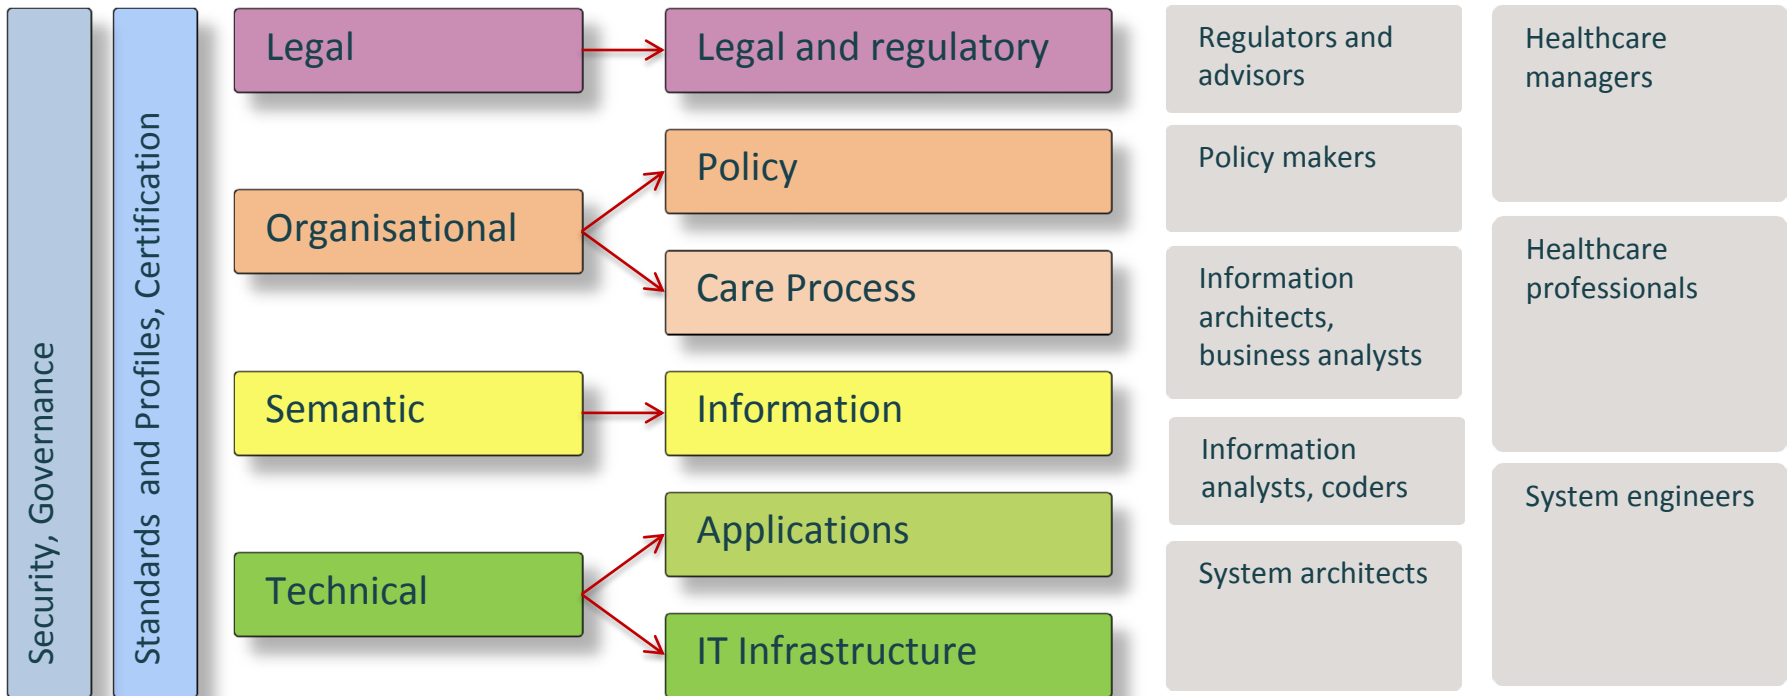 Security, Governance
Standards and Profiles, Certification
Legal
Organisational
Semantic
Technical
Legal and regulatory
Policy
Care Process
Information
Applications
IT Infrastructure
Regulators and
advisors
Policy makers
Information
architects,
business analysts
Information
analysts, coders
System architects
Healthcare
managers
Healthcare
professionals
System engineers